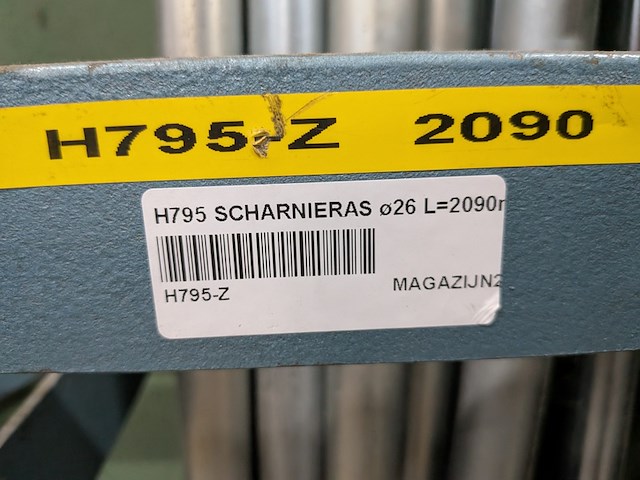 H795-Z 2090
H795 SCHARNIERAS ø26 L=2090
H795-Z
MAGAZIJN2